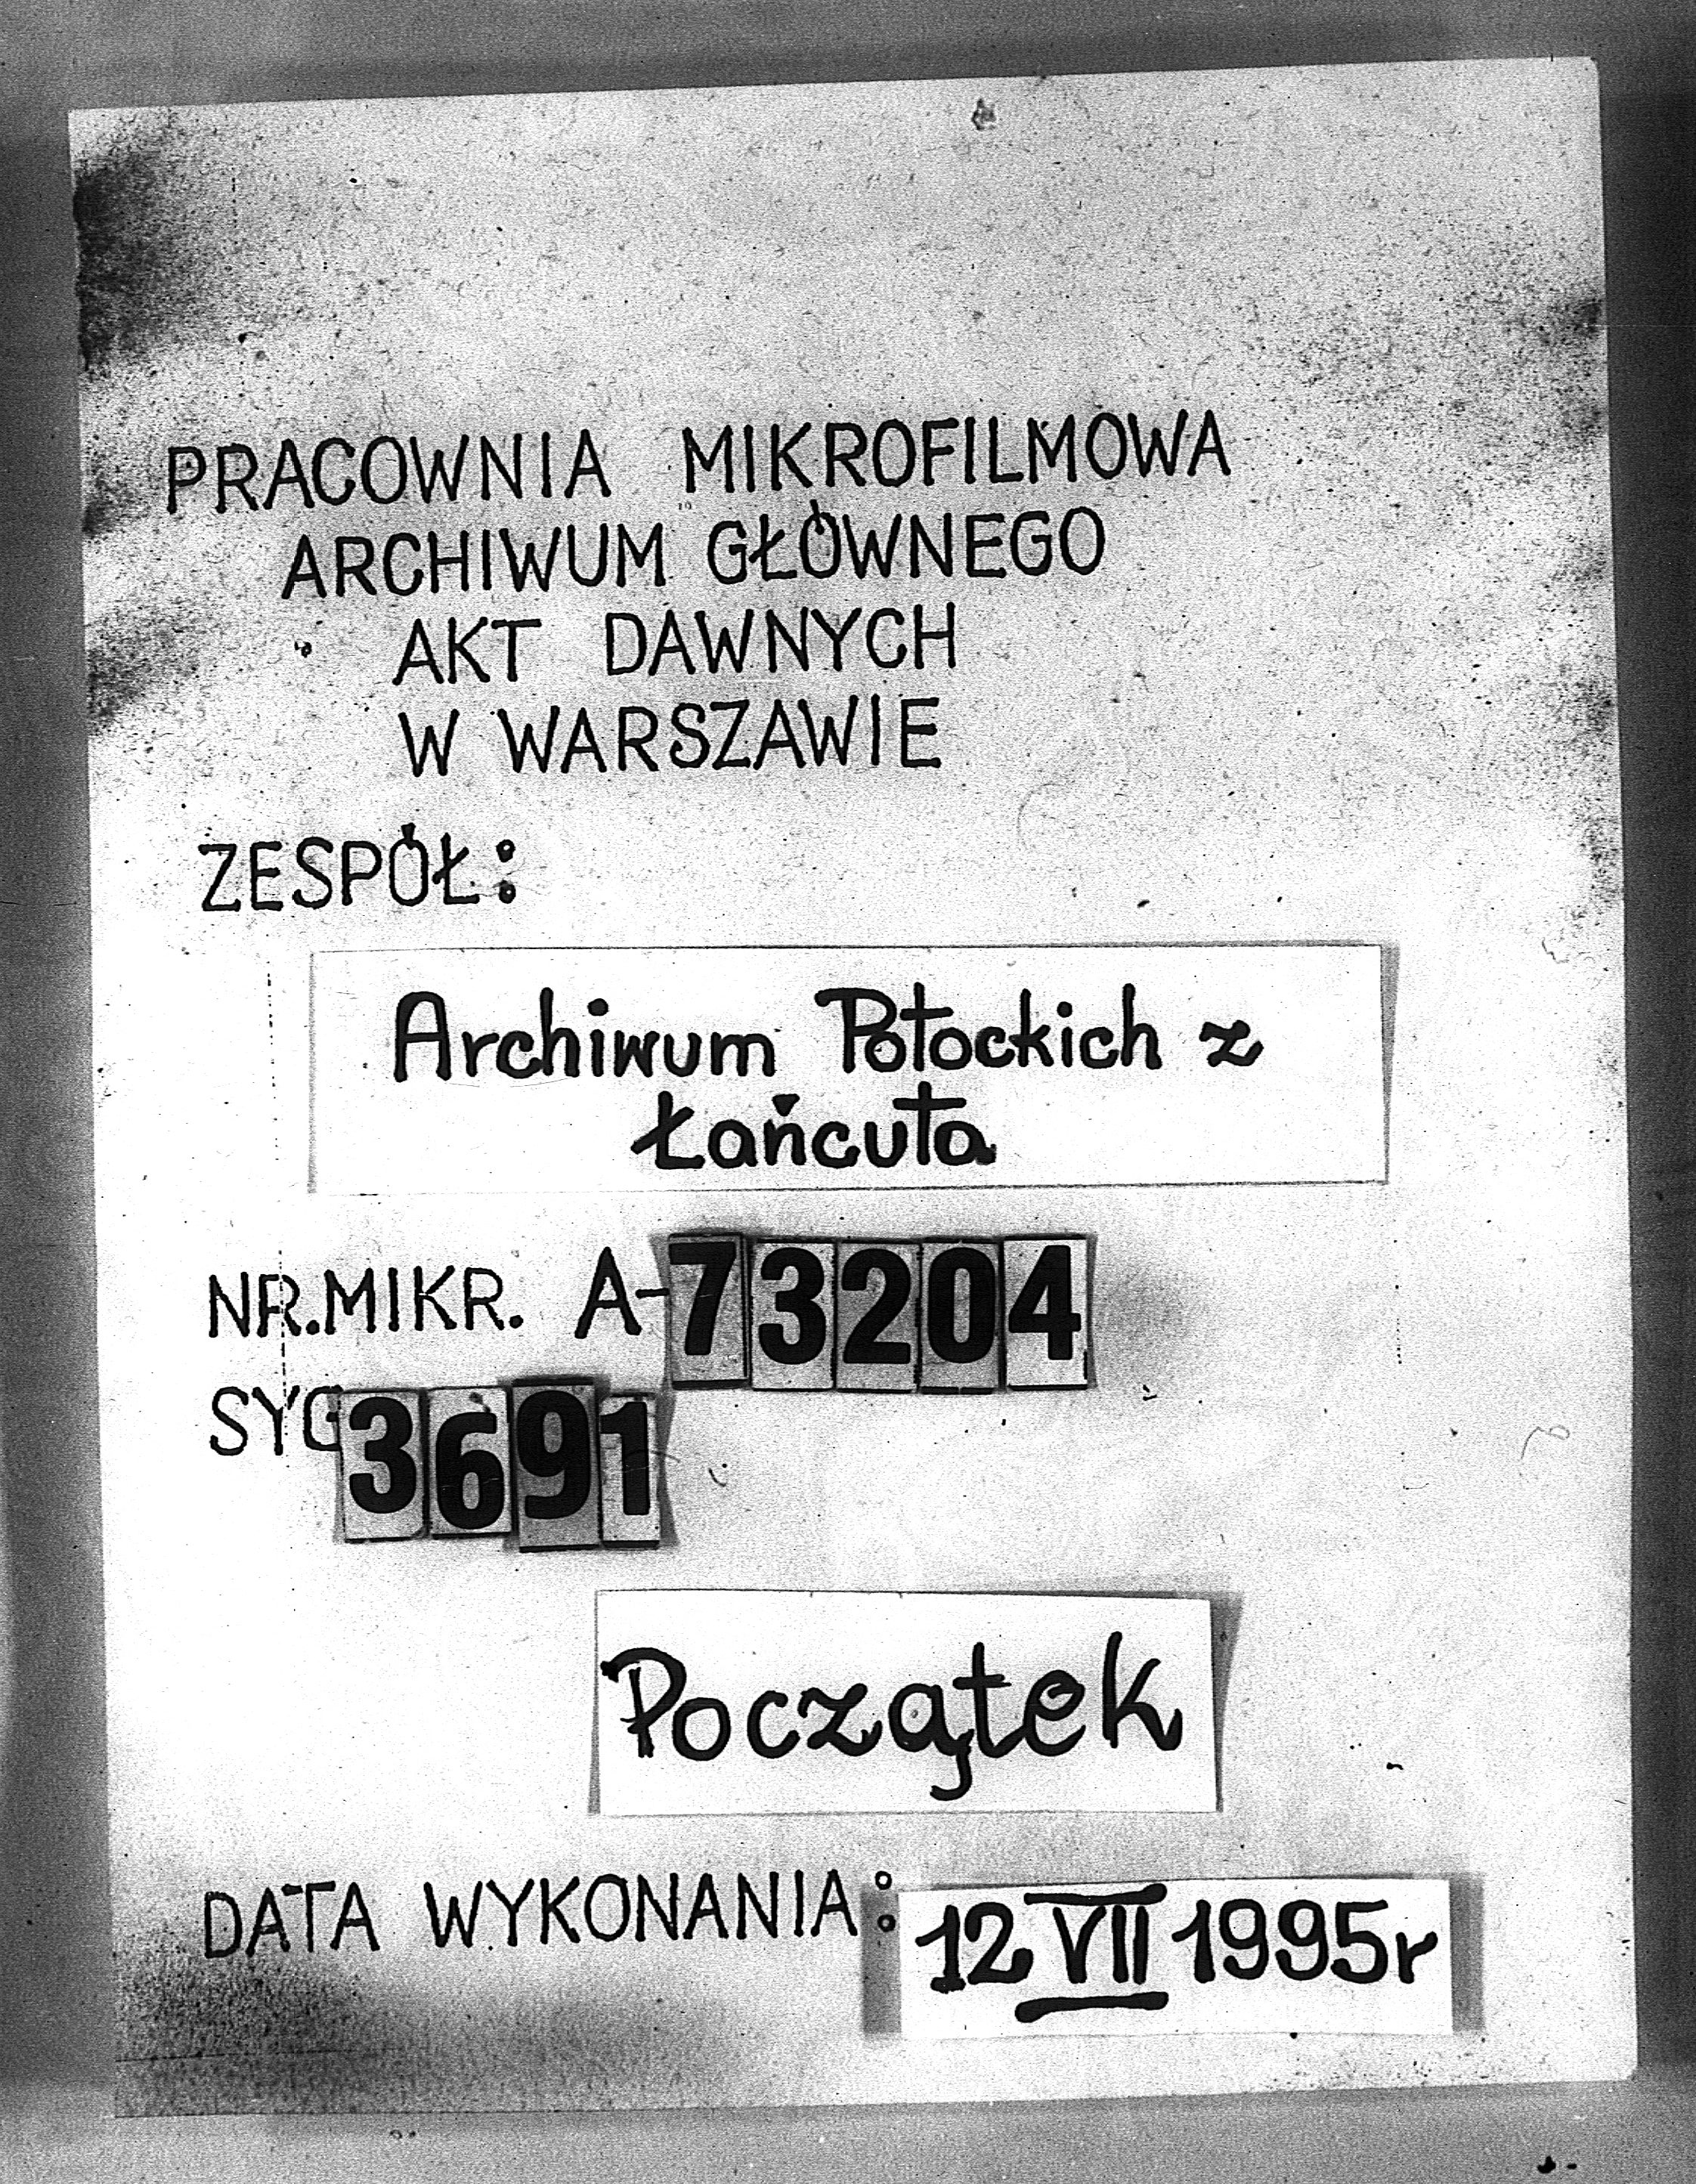 PRACOWNIA MIKROFILMOWA
ARCHIWUM GŁÓWNEGO
AKT DAWNYCH
W WARSZAWIE
ZESPÓŁ:
Archiwum Potockich z
Łańcuta
NR.MIKR. A-73204
SYG 3691
Początek
DATA WYKONANIA: 12 VII 1995r